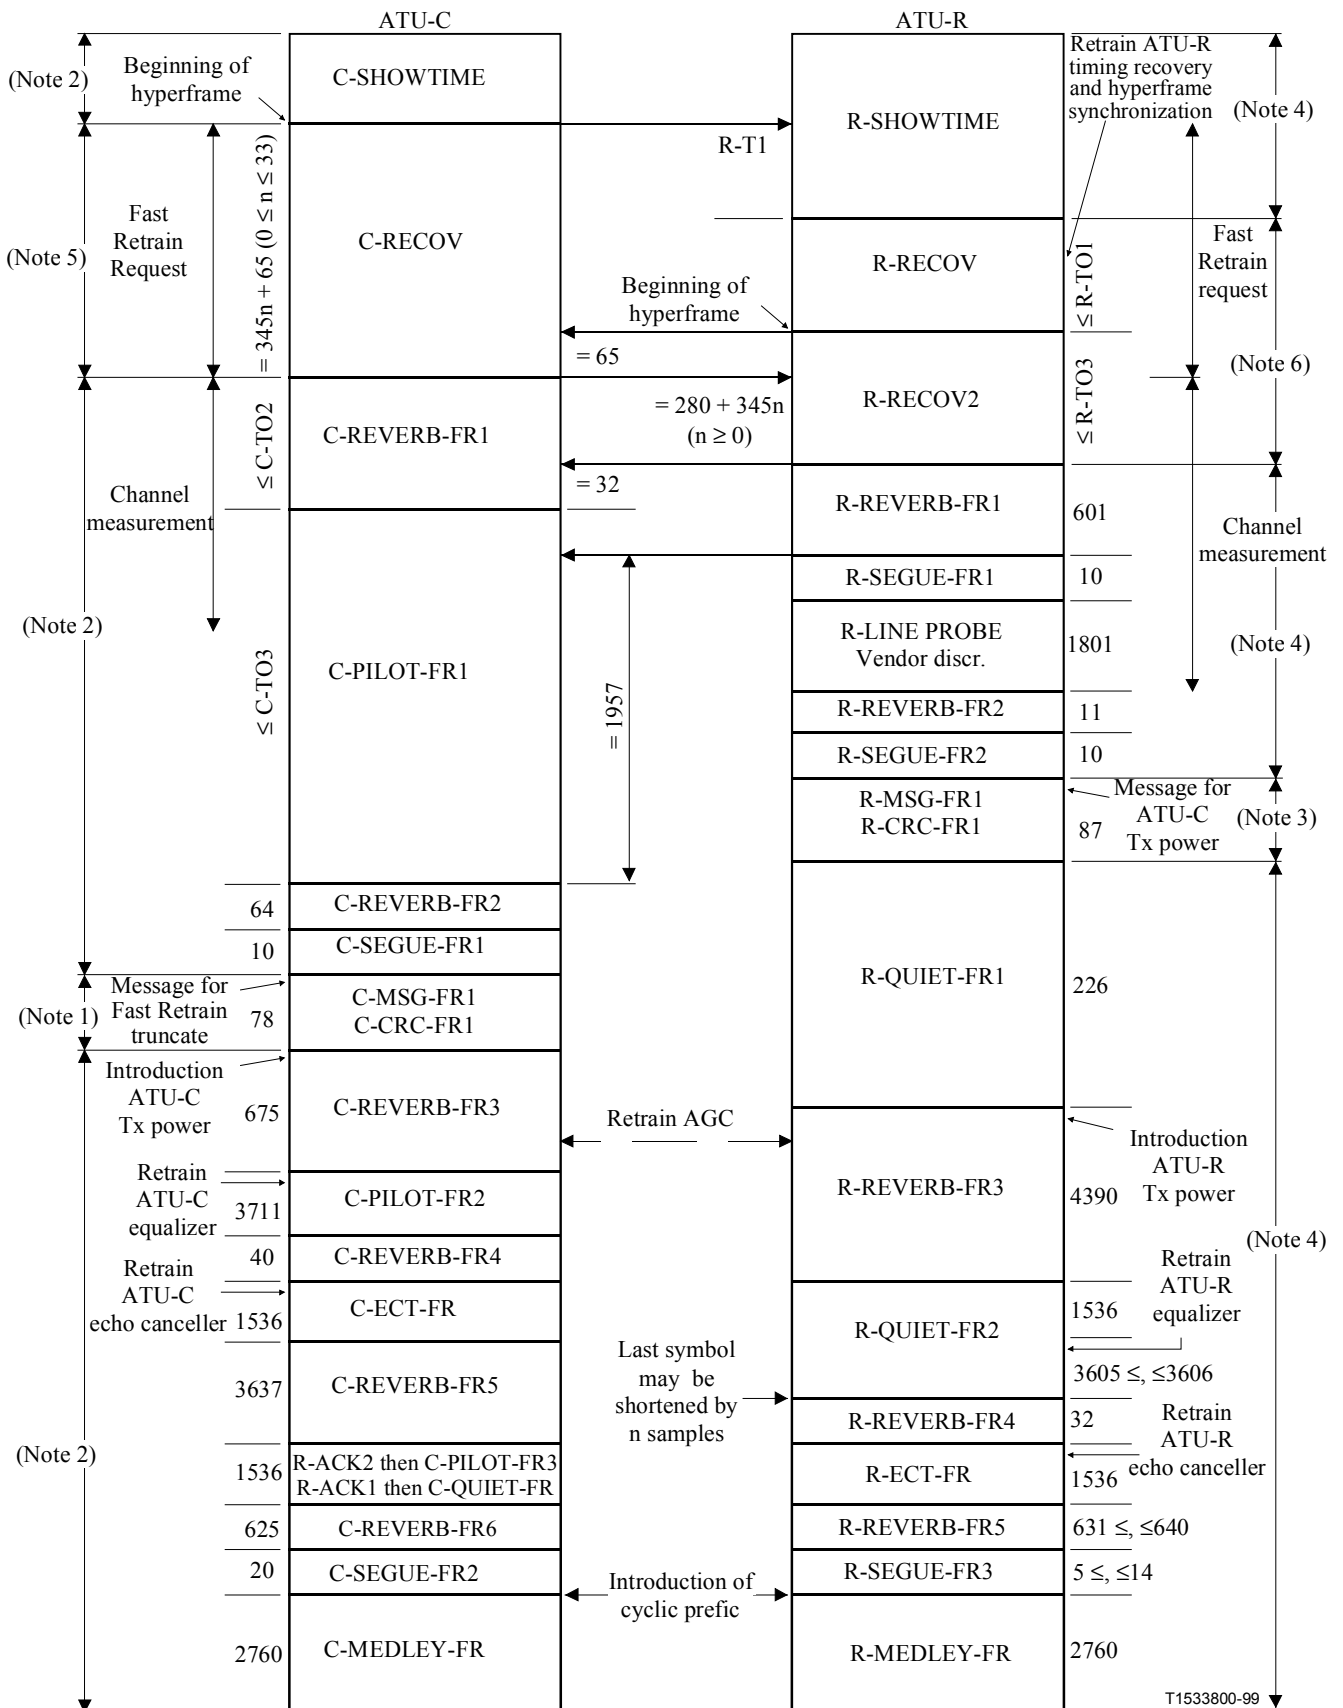 ATU-C
ATU-R
(Note 2)
Beginning of
hyperframe
C-SHOWTIME
R-SHOWTIME
Retrain ATU-R
timing recovery
and hyperframe
synchronization
(Note 4)
R-T1
(Note 5)
Fast
Retrain
Request
= 345n + 65 (0 ≤ n ≤ 33)
C-RECOV
R-RECOV
≤ R-TO1
Fast
Retrain
request
Beginning of
hyperframe
= 65
(Note 6)
≤ C-TO2
C-REVERB-FR1
= 280 + 345n
(n ≥ 0)
R-RECOV2
≤ R-TO3
= 32
Channel
measurement
R-REVERB-FR1
601
Channel
measurement
(Note 2)
≤ C-TO3
C-PILOT-FR1
= 1957
R-SEGUE-FR1
10
R-LINE PROBE
Vendor discr.
1801
(Note 4)
R-REVERB-FR2
11
R-SEGUE-FR2
10
R-MSG-FR1
R-CRC-FR1
87
Message for
ATU-C
Tx power
(Note 3)
64
C-REVERB-FR2
10
C-SEGUE-FR1
R-QUIET-FR1
226
(Note 1)
Message for
Fast Retrain
truncate
78
C-MSG-FR1
C-CRC-FR1
Introduction
ATU-C
Tx power
675
C-REVERB-FR3
Retrain AGC
Introduction
ATU-R
Tx power
R-REVERB-FR3
4390
Retrain
ATU-C
equalizer
3711
C-PILOT-FR2
40
C-REVERB-FR4
(Note 4)
Retrain
ATU-C
echo canceller
1536
C-ECT-FR
R-QUIET-FR2
1536
Retrain
ATU-R
equalizer
3605 ≤, ≤3606
3637
C-REVERB-FR5
Last symbol
may be
shortened by
n samples
R-REVERB-FR4
32
Retrain
ATU-R
echo canceller
(Note 2)
1536
R-ACK2 then C-PILOT-FR3
R-ACK1 then C-QUIET-FR
R-ECT-FR
1536
625
C-REVERB-FR6
R-REVERB-FR5
631 ≤, ≤640
20
C-SEGUE-FR2
Introduction of
cyclic prefic
R-SEGUE-FR3
5 ≤, ≤14
2760
C-MEDLEY-FR
R-MEDLEY-FR
2760
T1533800-99